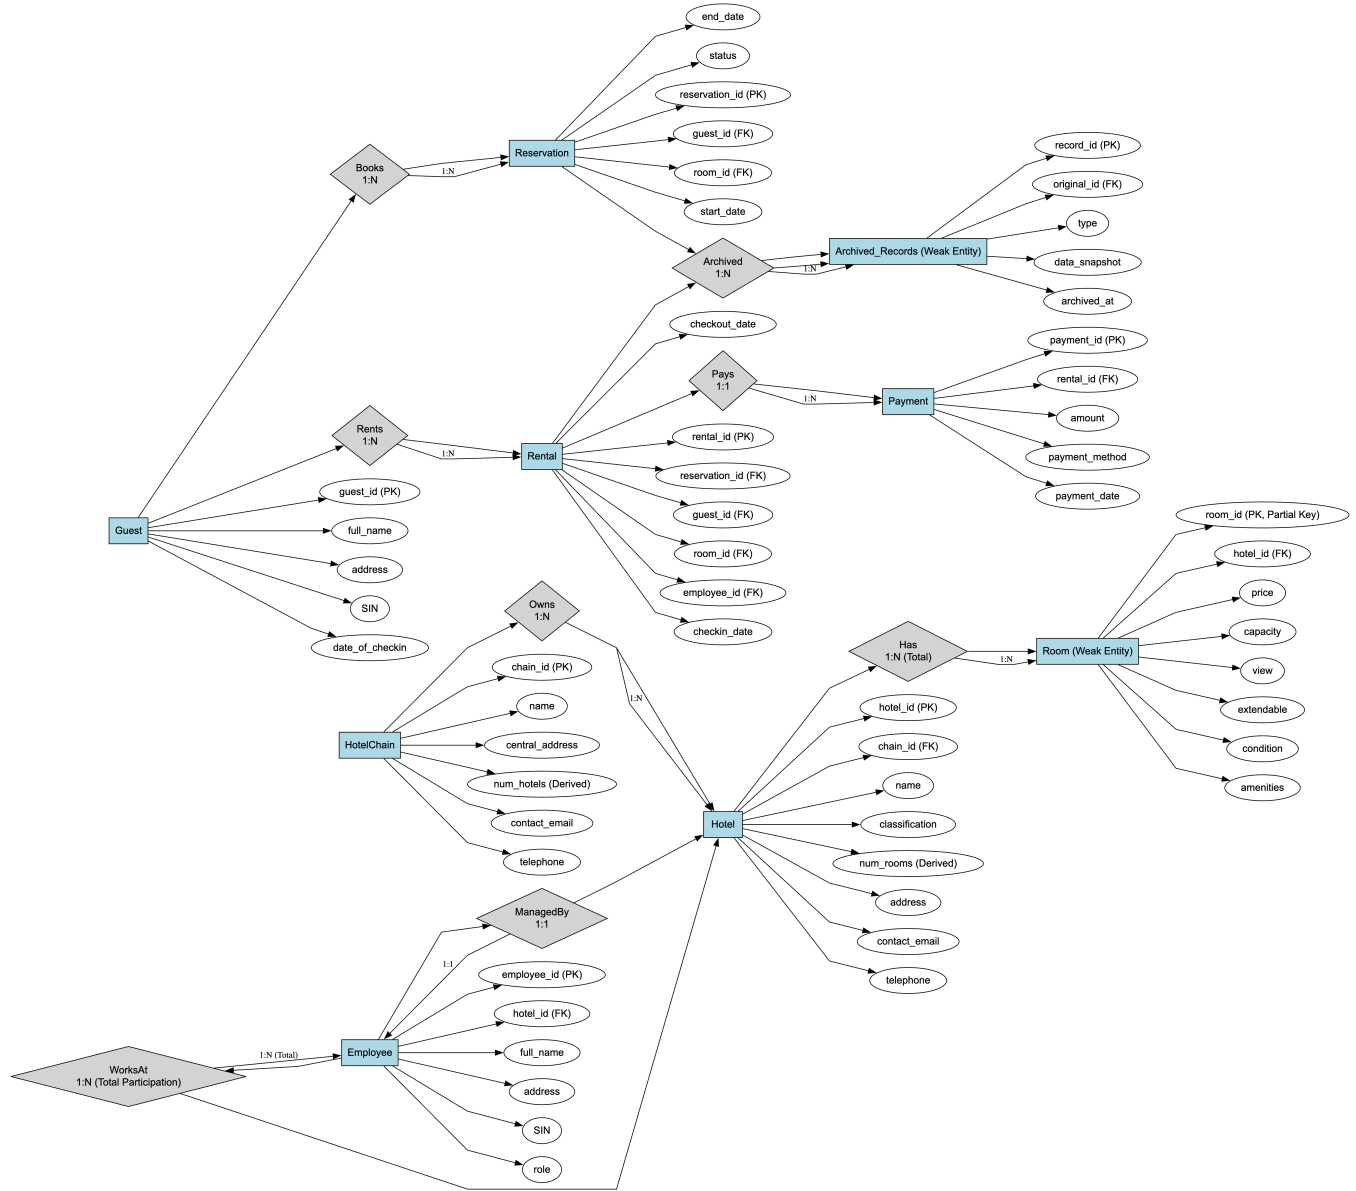 end_date
status
reservation_id (PK)
Reservation
guest_id (FK)
room_id (FK)
start_date
Books
1:N
1:N
record_id (PK)
original_id (FK)
type
Archived_Records (Weak Entity)
data_snapshot
archived_at
Archived
1:N
1:N
checkout_date
Pays
1:1
1:N
payment_id (PK)
rental_id (FK)
Payment
amount
payment_method
payment_date
Rents
1:N
1:N
Rental
rental_id (PK)
reservation_id (FK)
guest_id (FK)
room_id (FK)
employee_id (FK)
checkin_date
Guest
guest_id (PK)
full_name
address
SIN
date_of_checkin
Owns
1:N
1:N
chain_id (PK)
name
HotelChain
central_address
num_hotels (Derived)
contact_email
telephone
Has
1:N (Total)
1:N
room_id (PK, Partial Key)
hotel_id (FK)
price
capacity
Room (Weak Entity)
view
extendable
condition
amenities
hotel_id (PK)
chain_id (FK)
name
Hotel
classification
num_rooms (Derived)
address
contact_email
telephone
ManagedBy
1:1
1:1
employee_id (PK)
hotel_id (FK)
Employee
full_name
address
SIN
role
WorksAt
1:N (Total Participation)
1:N (Total)